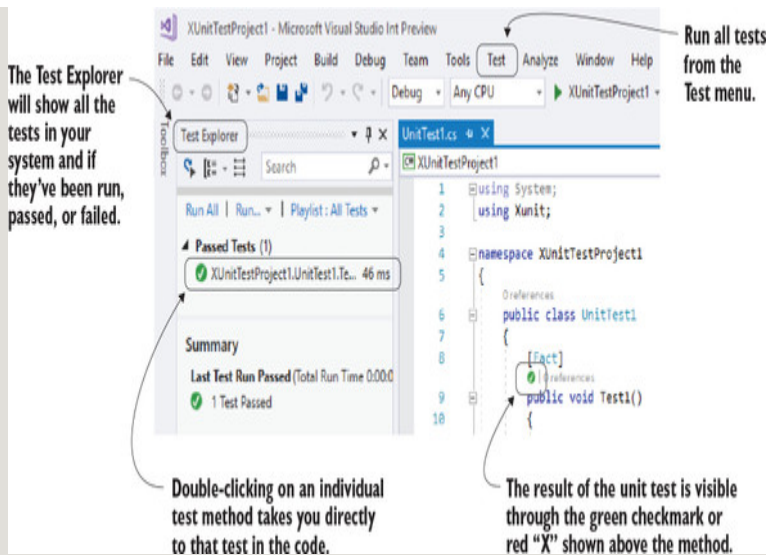 XUnitTestProject1 - Microsoft Visual Studio Int Preview
File Edit View Project Build Debug Team Tools Test Analyze Window Help
Debug Any CPU XUnitTestProject1
Run all tests
from the
Test menu.
The Test Explorer
will show all the
tests in your
system and if
they've been run,
passed, or failed.
Toolbox
Test Explorer
Search
Run All | Run... | Playlist : All Tests
Passed Tests (1)
XUnitTestProject1.UnitTest1.Te... 46 ms
Summary
Last Test Run Passed (Total Run Time 0:00:0
1 Test Passed
UnitTest1.cs
XUnitTestProject1
1 using System;
2 using Xunit;
3
4 namespace XUnitTestProject1
5 {
0 references
6 public class UnitTest1
7 {
8 [Fact]
0 references
9 public void Test1()
10 {
Double-clicking on an individual
test method takes you directly
to that test in the code.
The result of the unit test is visible
through the green checkmark or
red “X” shown above the method.